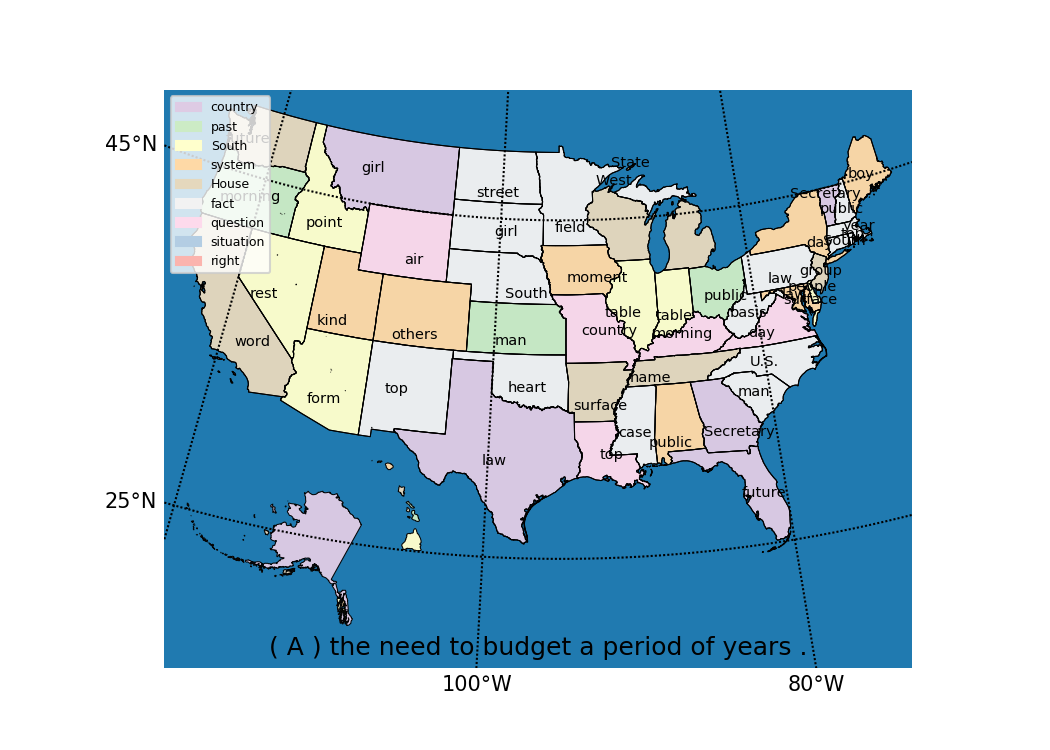 country
past
South
system
House
fact
question
situation
right
45°N
25°N
100°W
80°W
future
morning
girl
point
street
girl
field
State
West
boy
Secretary
public
year
day
South
air
rest
kind
others
South
moment
table
table
public
law
group
people
surface
basis
day
word
man
country
morning
form
top
heart
surface
name
U.S.
man
case
public
Secretary
top
law
future
( A ) the need to budget a period of years .